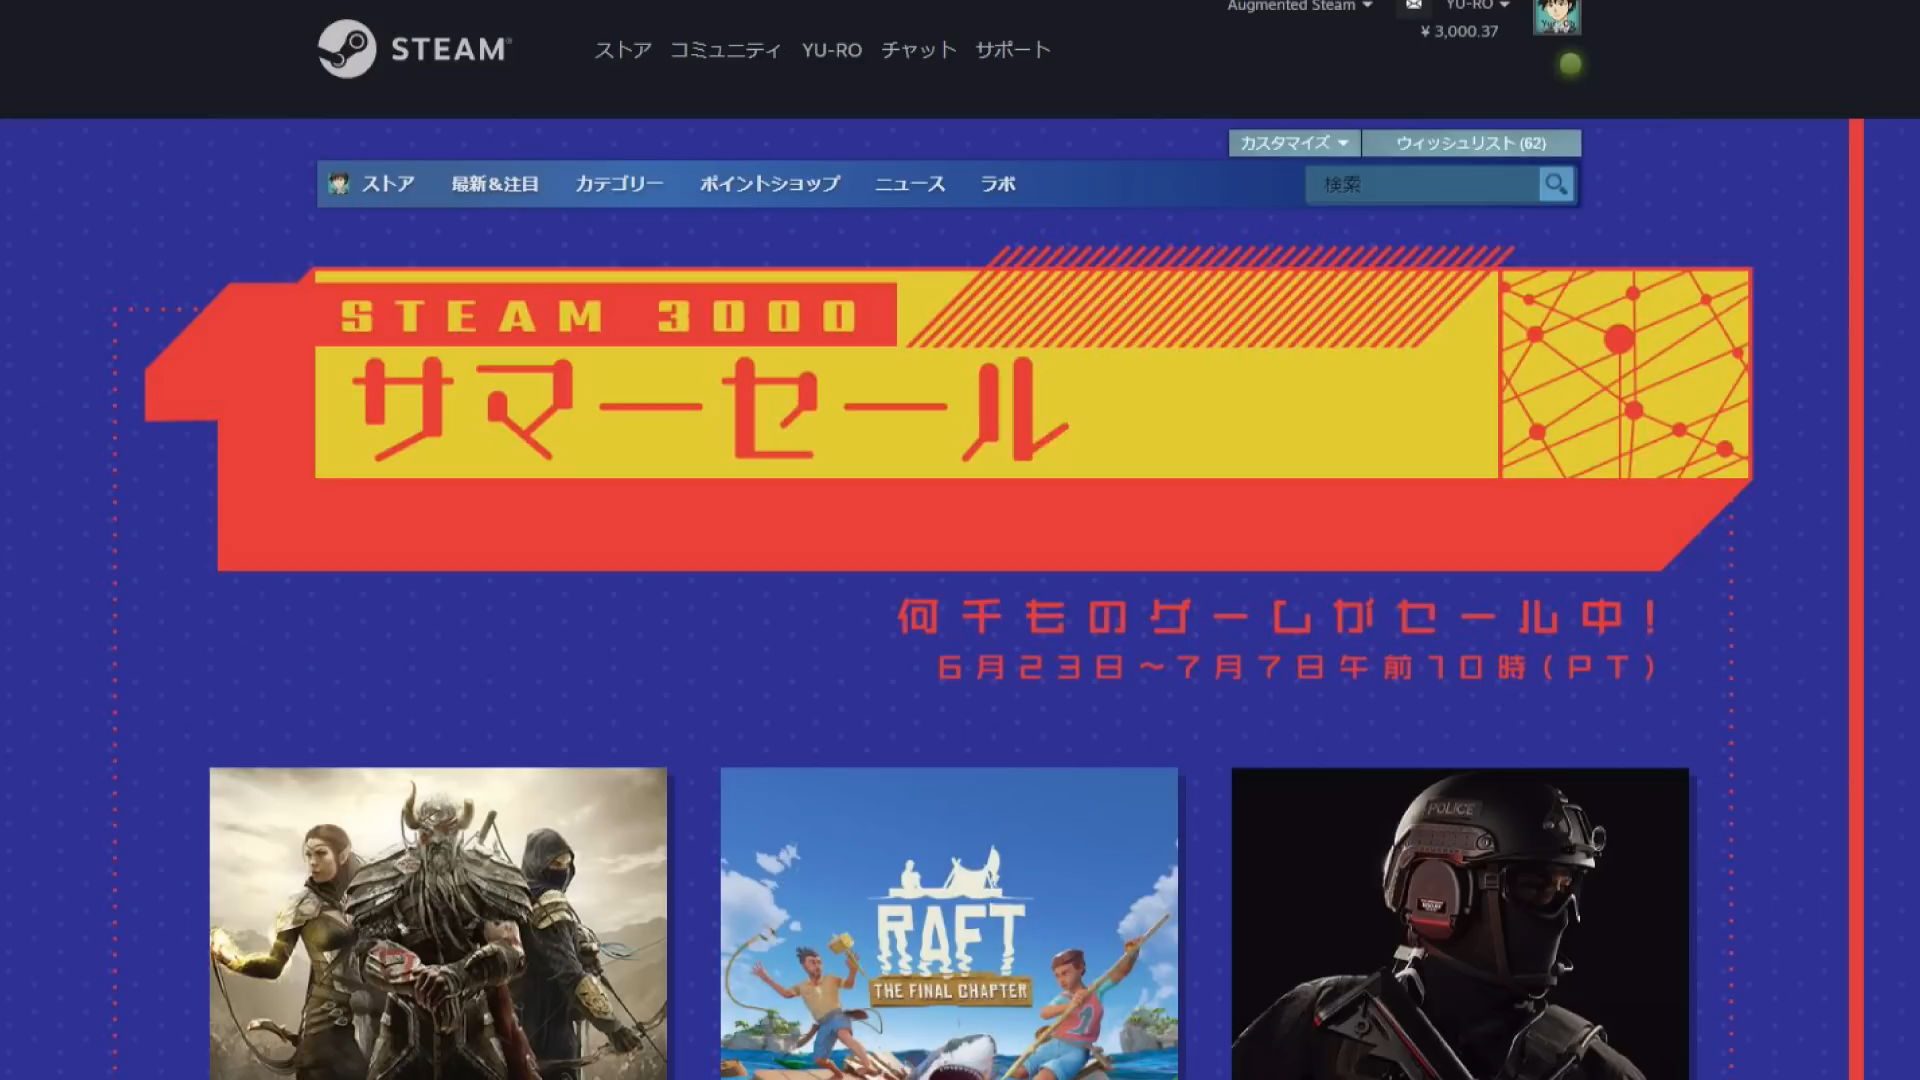 Augmented Steam
YU-RO
¥ 3,000.37
STEAM
ストア コミュニティ YU-RO チャット サポート
カスタマイズ
ウィッシュリスト (62)
ストア 最新&注目 カテゴリー ポイントショップ ニュース ラボ
検索
STEAM 3000
サマーセール
何千ものゲームがセール中!
6月23日~7月7日午前10時(PT)
POLICE
RAFT
THE FINAL CHAPTER